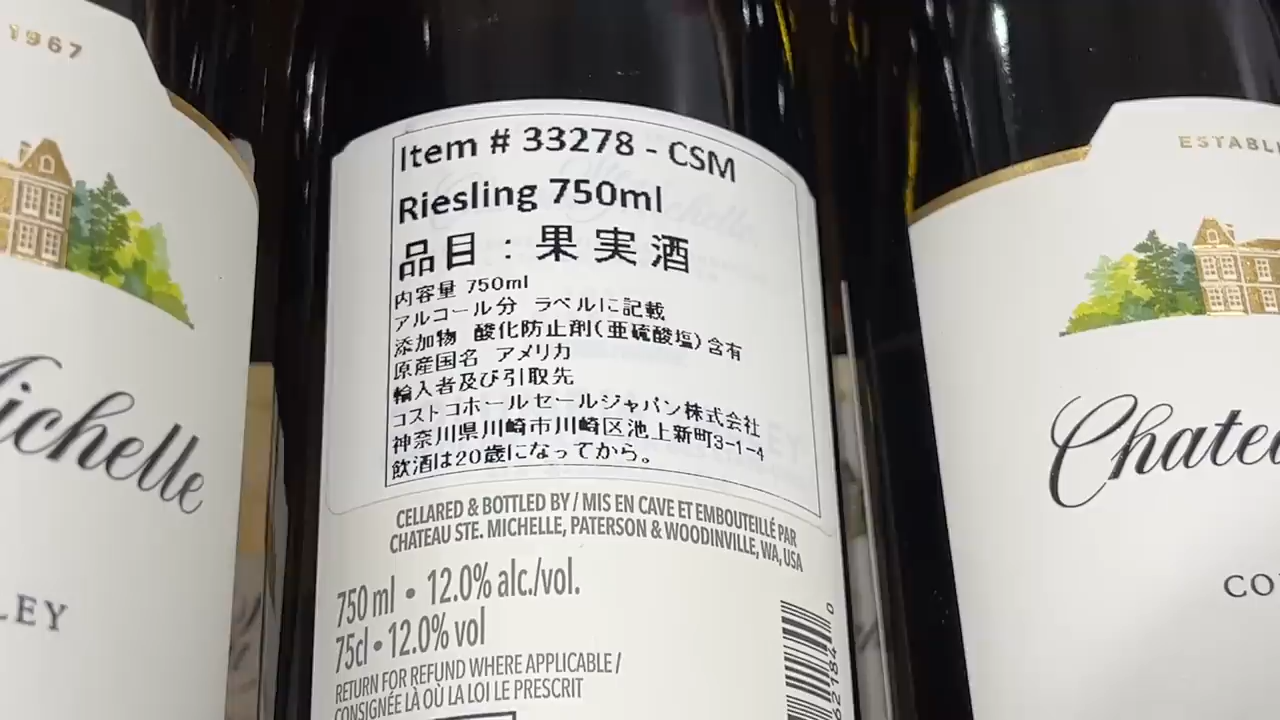 1967
Item # 33278 - CSM
Riesling 750ml
品目：果実酒
内容量 750ml
アルコール分 ラベルに記載
添加物 酸化防止剤(亜硫酸塩)含有
原産国名 アメリカ
輸入者及び引取先
コストコホールセールジャパン株式会社
神奈川県川崎市川崎区池上新町3-1-4
飲酒は20歳になってから。
CELLARED & BOTTLED BY / MIS EN CAVE ET EMBOUTEILLÉ PAR
CHATEAU STE. MICHELLE, PATERSON & WOODINVILLE, WA, USA
750 ml • 12.0% alc./vol.
75cl • 12.0% vol
RETURN FOR REFUND WHERE APPLICABLE /
CONSIGNÉE LÀ OÙ LA LOI LE PRESCRIT
62184 0
Michelle
LEY
ESTABLI
Chatea
CO